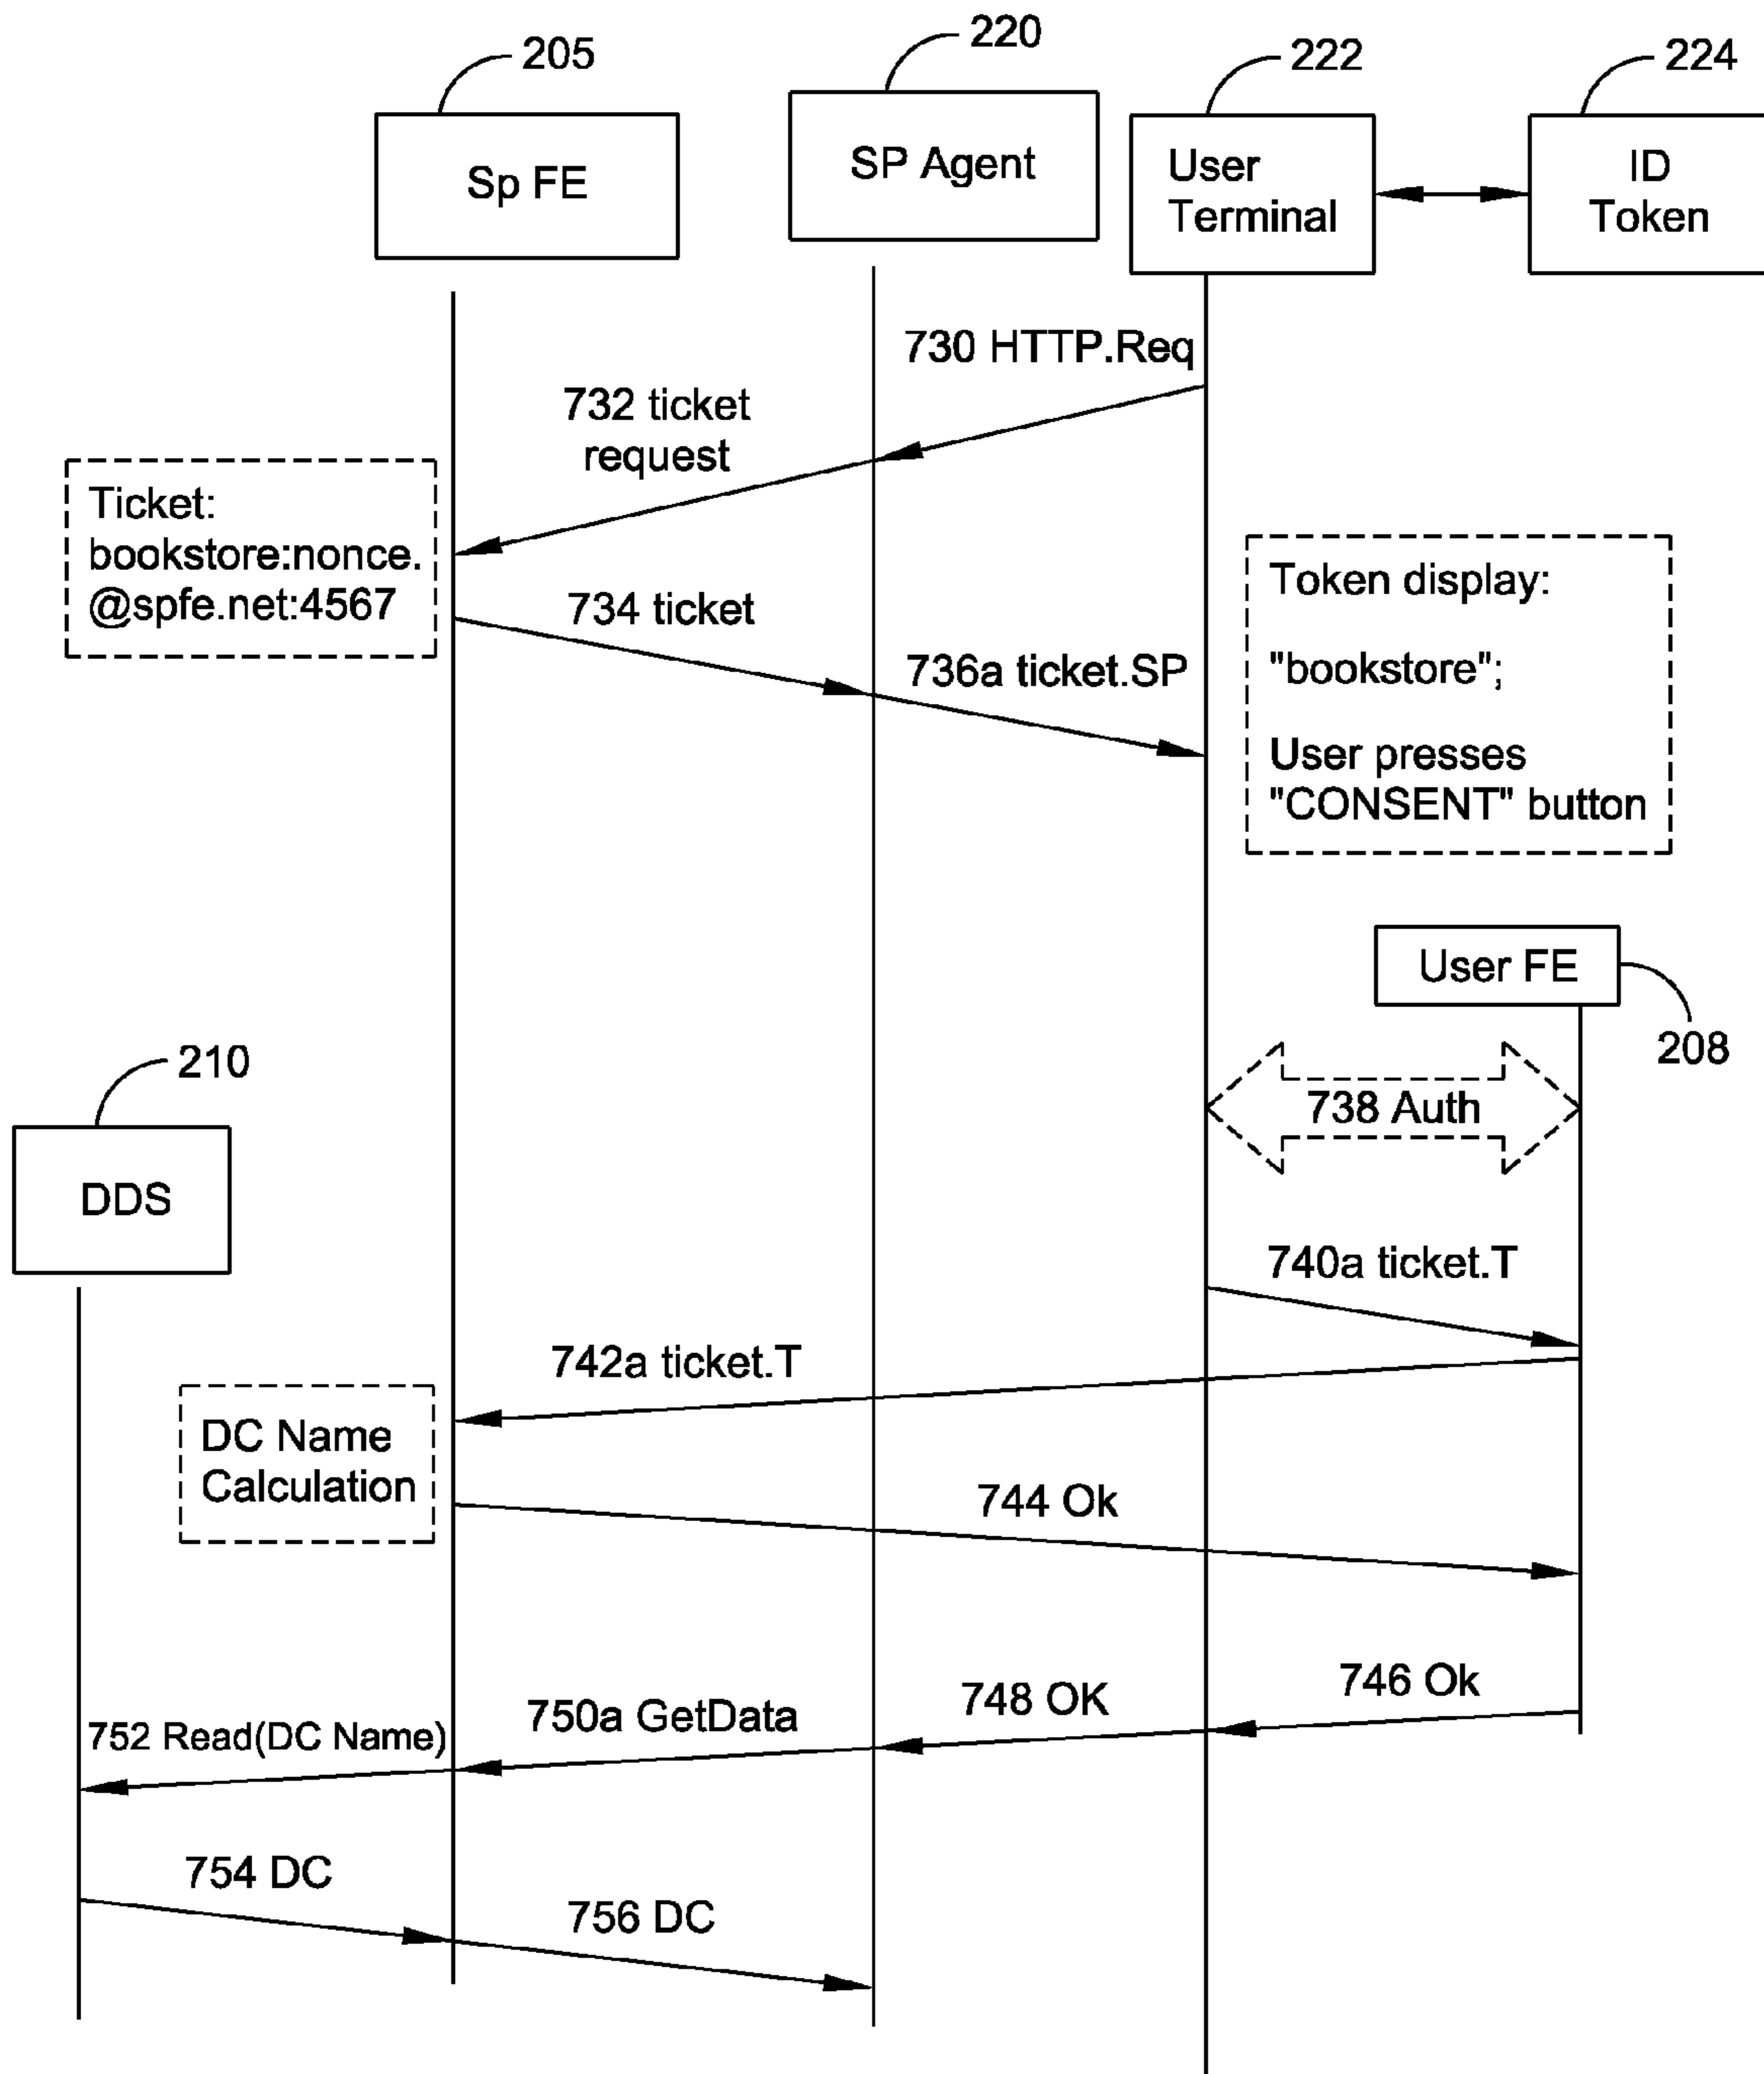 205
220
222
224
Sp FE
SP Agent
User
Terminal
ID
Token
730 HTTP.Req
732 ticket
request
Ticket:
bookstore:nonce.
@spfe.net:4567
734 ticket
736a ticket.SP
Token display:
"bookstore";
User presses
"CONSENT" button
User FE
208
210
738 Auth
DDS
740a ticket.T
742a ticket.T
DC Name
Calculation
744 Ok
746 Ok
748 OK
750a GetData
752 Read(DC Name)
754 DC
756 DC